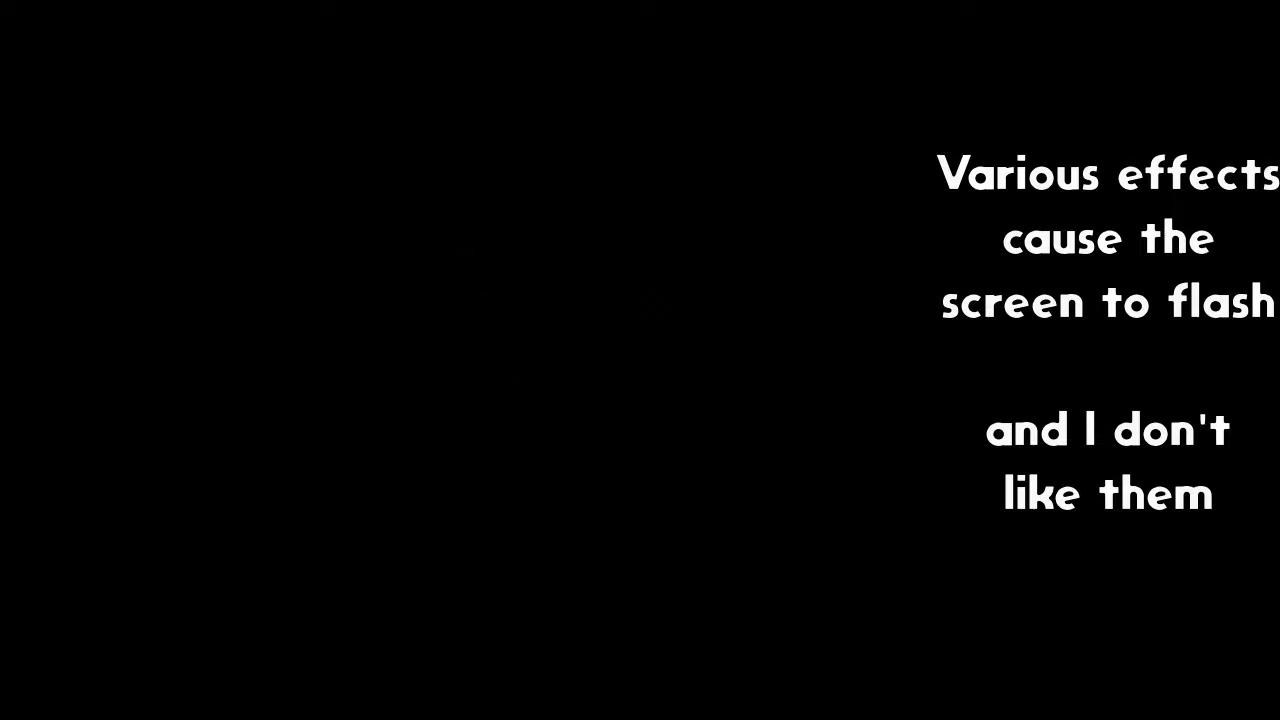 Various effects
cause the
screen to flash
and I don't
like them